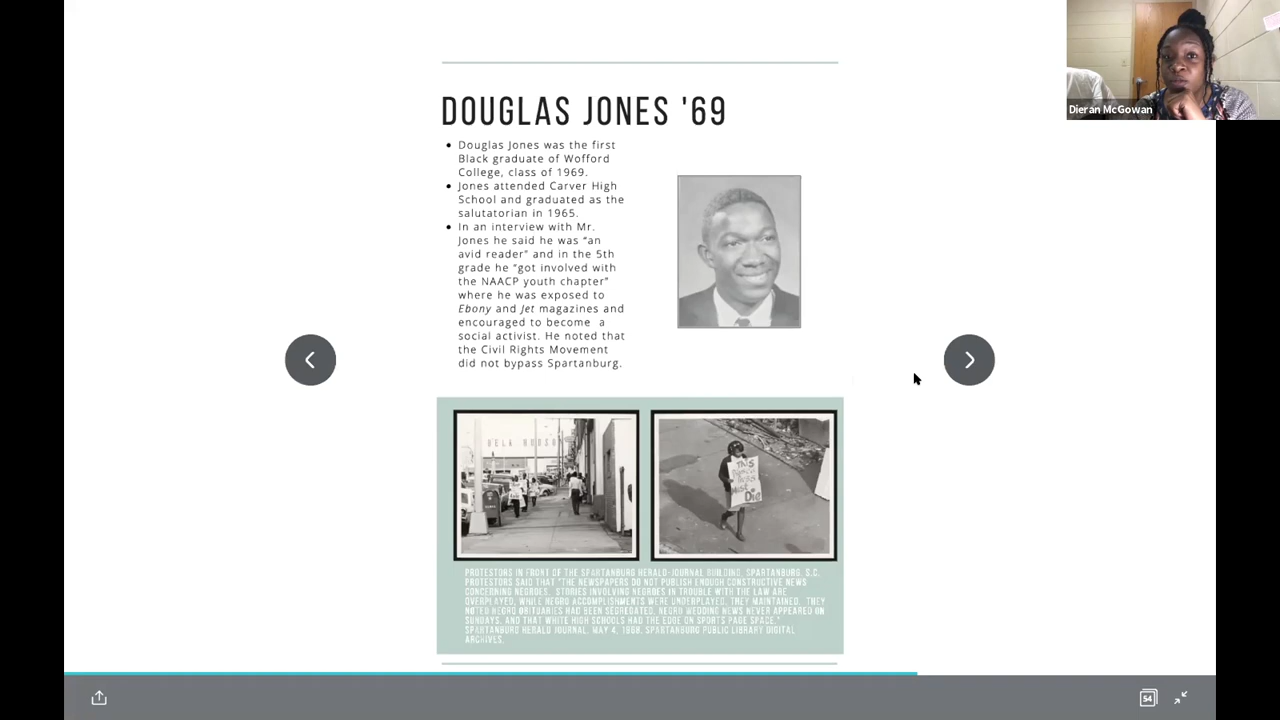 Dieran McGowan
DOUGLAS JONES '69
Douglas Jones was the first
Black graduate of Wofford
College, class of 1969.
Jones attended Carver High
School and graduated as the
salutatorian in 1965.
In an interview with Mr.
Jones he said he was “an
avid reader” and in the 5th
grade he “got involved with
the NAACP youth chapter”
where he was exposed to
Ebony and Jet magazines and
encouraged to become a
social activist. He noted that
the Civil Rights Movement
did not bypass Spartanburg.
THIS
Die
PROTESTORS IN FRONT OF THE SPARTANBURG HERALD-JOURNAL BUILDING, SPARTANBURG, S.C.
PROTESTORS SAID THAT "THE NEWSPAPERS DO NOT PUBLISH ENOUGH CONSTRUCTIVE NEWS
CONCERNING NEGROES. STORIES INVOLVING NEGROES IN TROUBLE WITH THE LAW ARE
OVERPLAYED, WHILE NEGRO ACCOMPLISHMENTS WERE UNDERPLAYED, THEY MAINTAINED. THEY
NOTED NEGRO OBITUARIES HAD BEEN SEGREGATED, NEGRO WEDDING NEWS NEVER APPEARED ON
SUNDAYS, AND THAT WHITE HIGH SCHOOLS HAD THE EDGE ON SPORTS PAGE SPACE."
SPARTANBURG HERALD JOURNAL, MAY 4, 1968. SPARTANBURG PUBLIC LIBRARY DIGITAL
ARCHIVES.
54